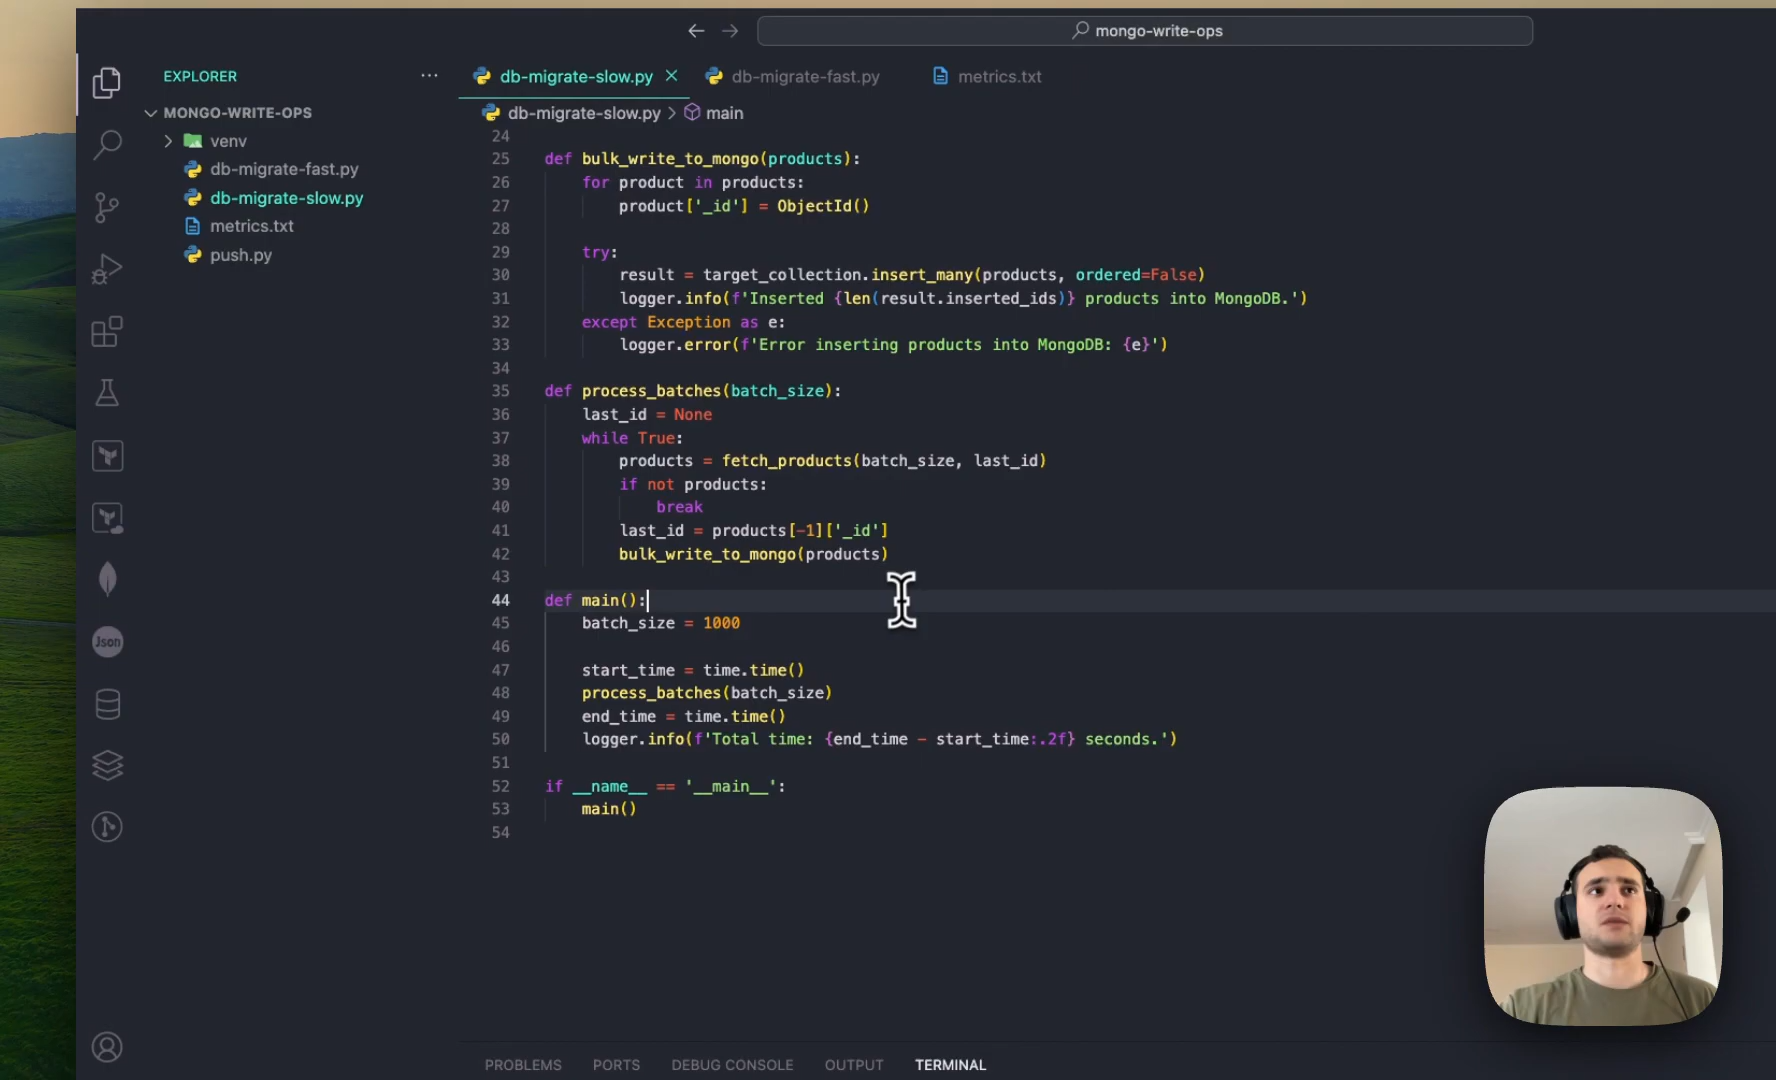 mongo-write-ops
EXPLORER
MONGO-WRITE-OPS
venv
db-migrate-fast.py
db-migrate-slow.py
metrics.txt
push.py
Json
db-migrate-slow.py
db-migrate-fast.py
metrics.txt
db-migrate-slow.py > main
24
25 def bulk_write_to_mongo(products):
26 for product in products:
27 product['_id'] = ObjectId()
28
29 try:
30 result = target_collection.insert_many(products, ordered=False)
31 logger.info(f'Inserted {len(result.inserted_ids)} products into MongoDB.')
32 except Exception as e:
33 logger.error(f'Error inserting products into MongoDB: {e}')
34
35 def process_batches(batch_size):
36 last_id = None
37 while True:
38 products = fetch_products(batch_size, last_id)
39 if not products:
40 break
41 last_id = products[-1]['_id']
42 bulk_write_to_mongo(products)
43
44 def main():
45 batch_size = 1000
46
47 start_time = time.time()
48 process_batches(batch_size)
49 end_time = time.time()
50 logger.info(f'Total time: {end_time - start_time:.2f} seconds.')
51
52 if __name__ == '__main__':
53 main()
54
PROBLEMS PORTS DEBUG CONSOLE OUTPUT TERMINAL